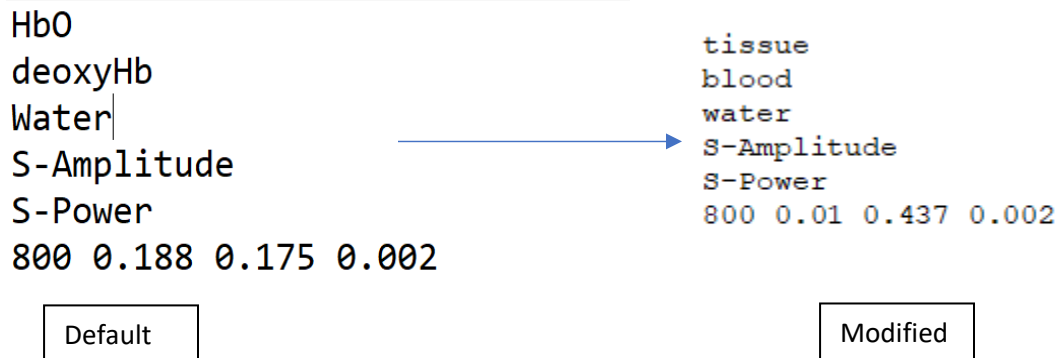 HbO
deoxyHb
Water
S-Amplitude
S-Power
800 0.188 0.175 0.002
Default
tissue
blood
water
S-Amplitude
S-Power
800 0.01 0.437 0.002
Modified